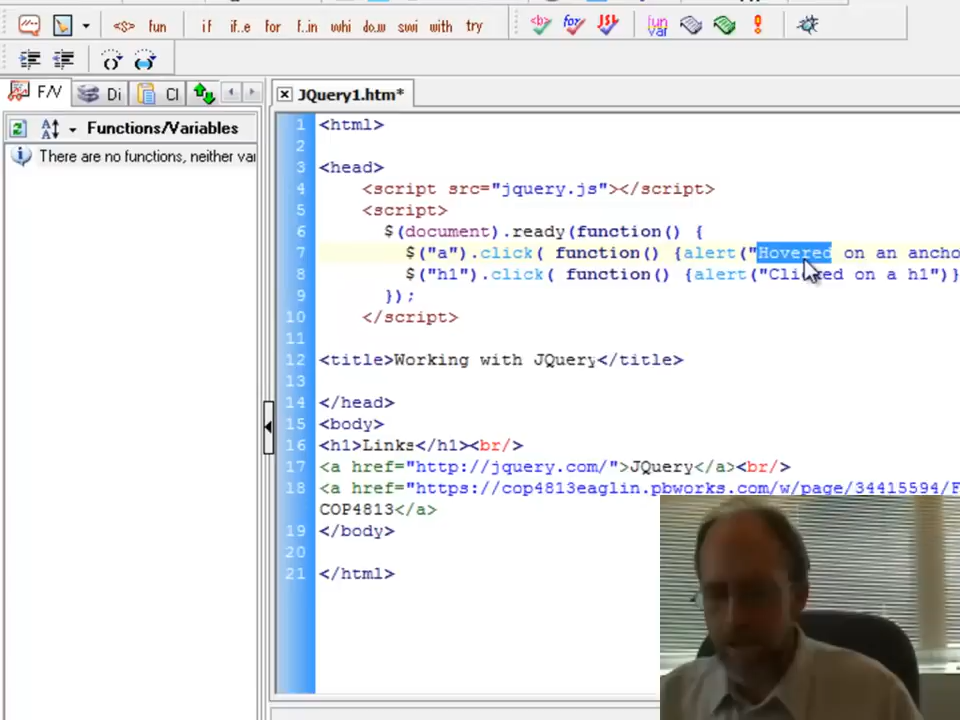 <$> fun if if..e for f..in whi do..w swi with try <b> for JS fun var
F/V Di Cl JQuery1.htm*
Functions/Variables
There are no functions, neither var
1 <html>
2
3 <head>
4 <script src="jquery.js"></script>
5 <script>
6 $(document).ready(function() {
7 $("a").click( function() {alert("Hovered on an ancho
8 $("h1").click( function() {alert("Clicked on a h1")}
9 });
10 </script>
11
12 <title>Working with JQuery</title>
13
14 </head>
15 <body>
16 <h1>Links</h1><br/>
17 <a href="http://jquery.com/">JQuery</a><br/>
18 <a href="https://cop4813eaglin.pbworks.com/w/page/34415594/F
COP4813</a>
19 </body>
20
21 </html>